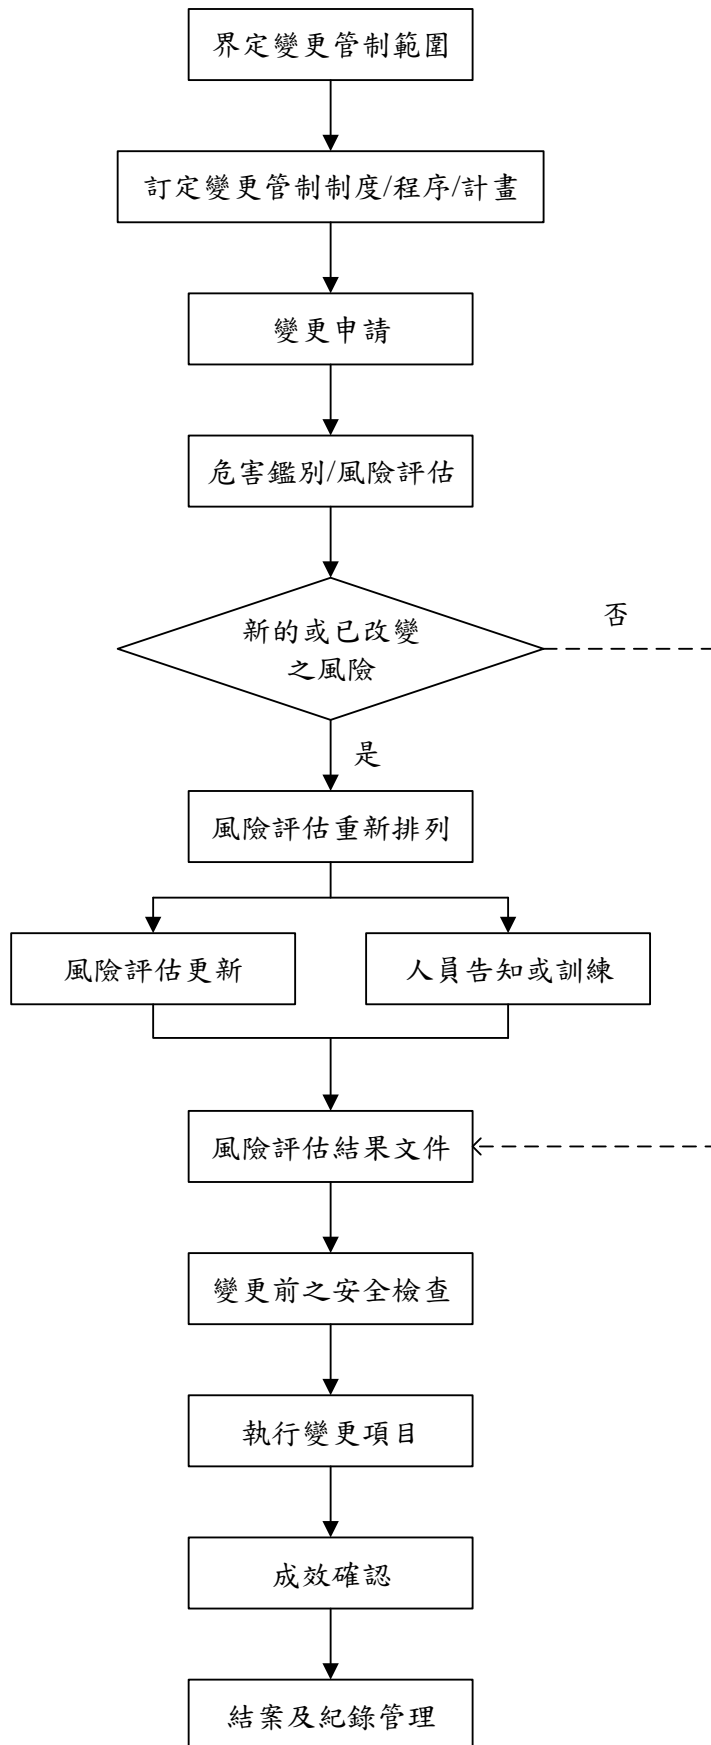 界定變更管制範圍
訂定變更管制制度/程序/計畫
變更申請
危害鑑別/風險評估
新的或已改變
之風險
否
是
風險評估重新排列
風險評估更新
人員告知或訓練
風險評估結果文件
變更前之安全檢查
執行變更項目
成效確認
結案及紀錄管理